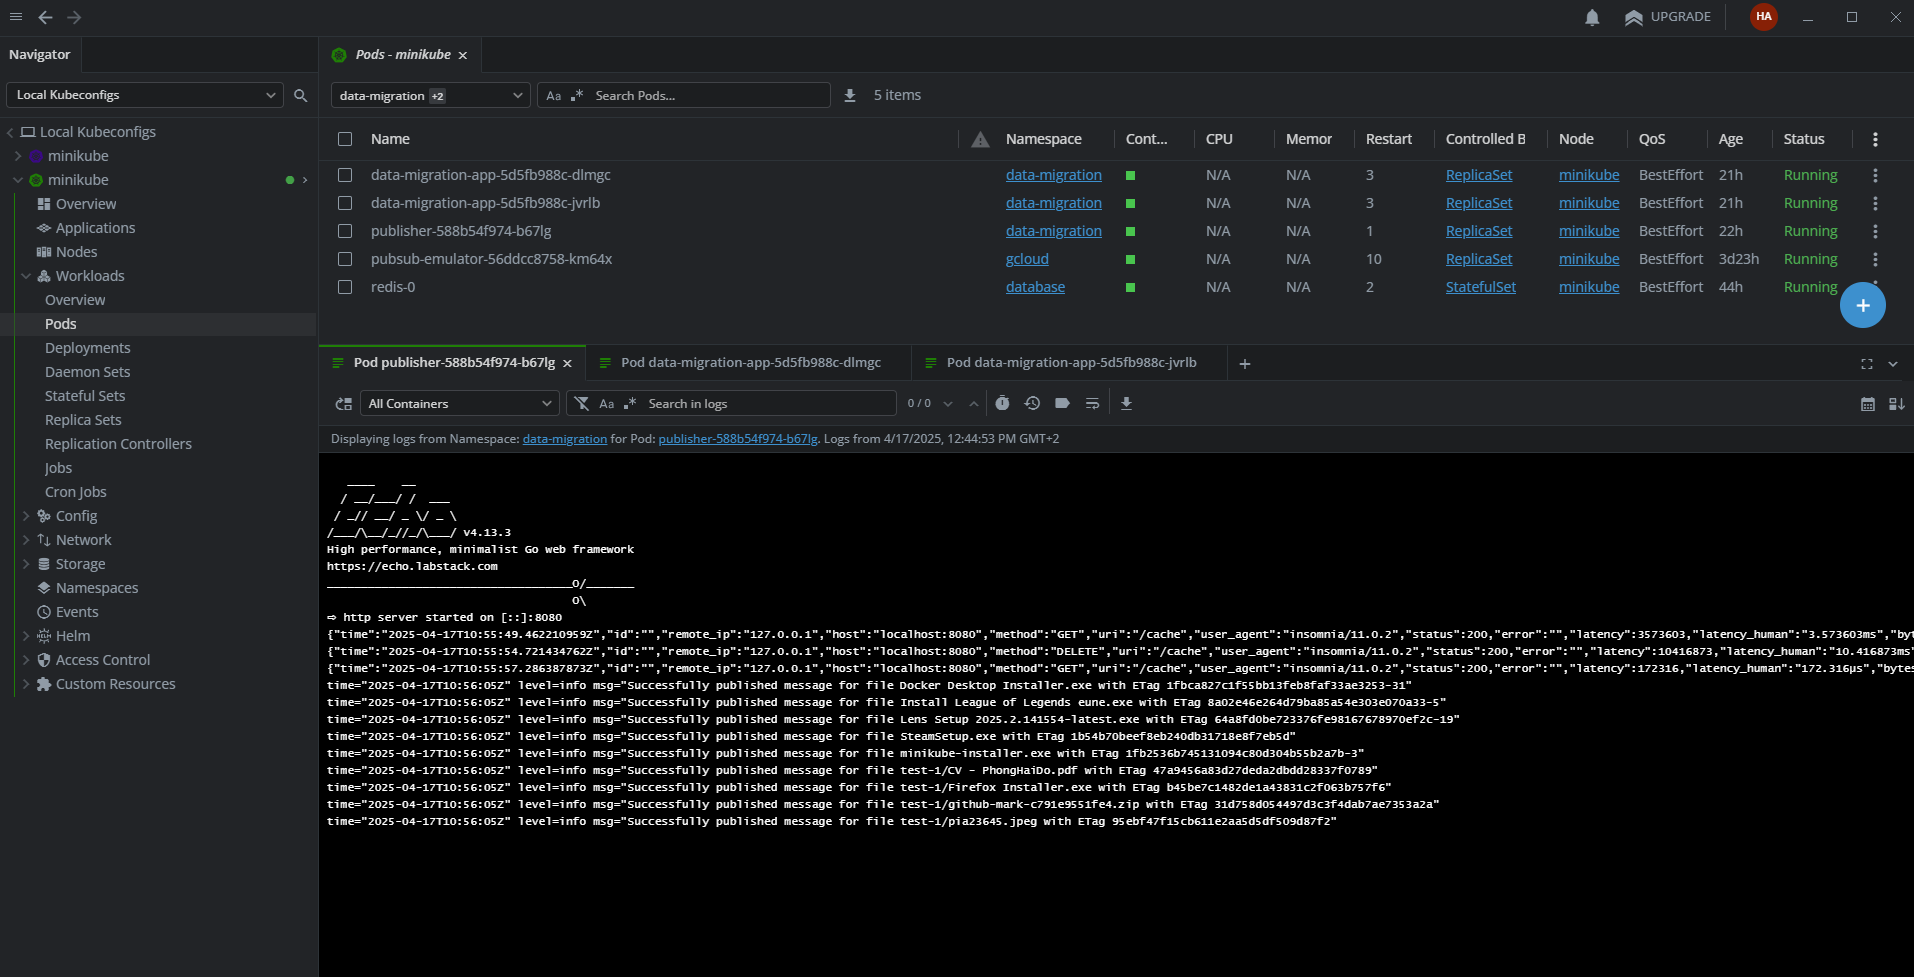 UPGRADE
HA
Navigator
Pods - minikube
Local Kubeconfigs
data-migration +2
Aa .* Search Pods...
5 items
Local Kubeconfigs
minikube
minikube
Overview
Applications
Nodes
Workloads
Overview
Pods
Deployments
Daemon Sets
Stateful Sets
Replica Sets
Replication Controllers
Jobs
Cron Jobs
Config
Network
Storage
Namespaces
Events
Helm
Access Control
Custom Resources
Name Namespace Cont... CPU Memor Restart Controlled B Node QoS Age Status
data-migration-app-5d5fb988c-dlmgc data-migration N/A N/A 3 ReplicaSet minikube BestEffort 21h Running
data-migration-app-5d5fb988c-jvrlb data-migration N/A N/A 3 ReplicaSet minikube BestEffort 21h Running
publisher-588b54f974-b67lg data-migration N/A N/A 1 ReplicaSet minikube BestEffort 22h Running
pubsub-emulator-56ddcc8758-km64x gcloud N/A N/A 10 ReplicaSet minikube BestEffort 3d23h Running
redis-0 database N/A N/A 2 StatefulSet minikube BestEffort 44h Running
Pod publisher-588b54f974-b67lg Pod data-migration-app-5d5fb988c-dlmgc Pod data-migration-app-5d5fb988c-jvrlb
All Containers Aa .* Search in logs 0 / 0
Displaying logs from Namespace: data-migration for Pod: publisher-588b54f974-b67lg. Logs from 4/17/2025, 12:44:53 PM GMT+2
   ____    __
  / __/___/ /  ___
 / _// __/ _ \/ _ \
/___/\__/_//_/\___/ v4.13.3
High performance, minimalist Go web framework
https://echo.labstack.com
____________________________________O/_______
                                    O\
⇨ http server started on [::]:8080
{"time":"2025-04-17T10:55:49.462210959Z","id":"","remote_ip":"127.0.0.1","host":"localhost:8080","method":"GET","uri":"/cache","user_agent":"insomnia/11.0.2","status":200,"error":"","latency":3573603,"latency_human":"3.573603ms","byt
{"time":"2025-04-17T10:55:54.721434762Z","id":"","remote_ip":"127.0.0.1","host":"localhost:8080","method":"DELETE","uri":"/cache","user_agent":"insomnia/11.0.2","status":200,"error":"","latency":10416873,"latency_human":"10.416873ms"
{"time":"2025-04-17T10:55:57.286387873Z","id":"","remote_ip":"127.0.0.1","host":"localhost:8080","method":"GET","uri":"/cache","user_agent":"insomnia/11.0.2","status":200,"error":"","latency":172316,"latency_human":"172.316µs","bytes
time="2025-04-17T10:56:05Z" level=info msg="Successfully published message for file Docker Desktop Installer.exe with ETag 1fbca827c1f55bb13feb8faf33ae3253-31"
time="2025-04-17T10:56:05Z" level=info msg="Successfully published message for file Install League of Legends eune.exe with ETag 8a02e46e264d79ba85a54e303e070a33-5"
time="2025-04-17T10:56:05Z" level=info msg="Successfully published message for file Lens Setup 2025.2.141554-latest.exe with ETag 64a8fd0be723376fe98167678970ef2c-19"
time="2025-04-17T10:56:05Z" level=info msg="Successfully published message for file SteamSetup.exe with ETag 1b54b70beef8eb240db31718e8f7eb5d"
time="2025-04-17T10:56:05Z" level=info msg="Successfully published message for file minikube-installer.exe with ETag 1fb2536b745131094c80d304b55b2a7b-3"
time="2025-04-17T10:56:05Z" level=info msg="Successfully published message for file test-1/CV - PhongHaiDo.pdf with ETag 47a9456a83d27deda2dbdd28337f0789"
time="2025-04-17T10:56:05Z" level=info msg="Successfully published message for file test-1/Firefox Installer.exe with ETag b45be7c1482de1a43831c2f063b757f6"
time="2025-04-17T10:56:05Z" level=info msg="Successfully published message for file test-1/github-mark-c791e9551fe4.zip with ETag 31d758d054497d3c3f4dab7ae7353a2a"
time="2025-04-17T10:56:05Z" level=info msg="Successfully published message for file test-1/pia23645.jpeg with ETag 95ebf47f15cb611e2aa5d5df509d87f2"